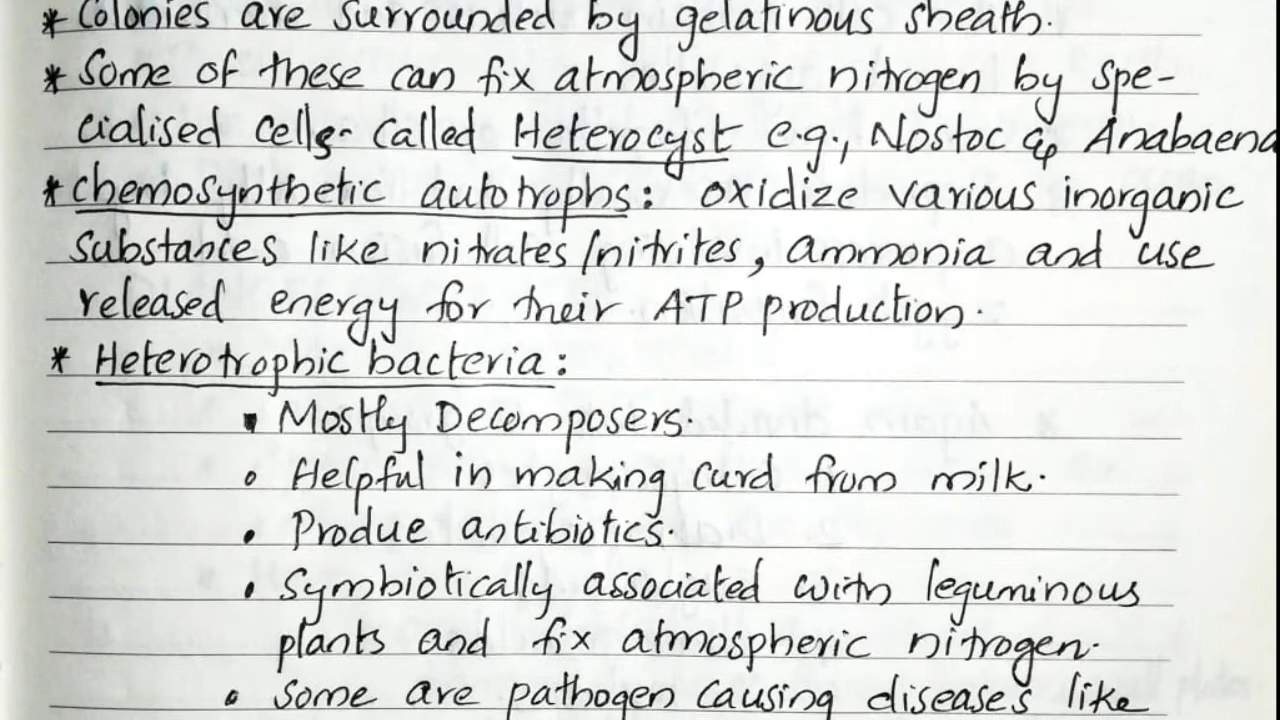 * Colonies are surrounded by gelatinous sheath.
* Some of these can fix atmospheric nitrogen by spe-
cialised cells called Heterocyst e.g., Nostoc & Anabaena
* chemosynthetic autotrophs: oxidize various inorganic
substances like nitrates/nitrites, ammonia and use
released energy for their ATP production.
* Heterotrophic bacteria:
▪ Mostly Decomposers.
◦ Helpful in making curd from milk.
• Produe antibiotics.
• Symbiotically associated with leguminous
plants and fix atmospheric nitrogen.
• Some are pathogen causing diseases like